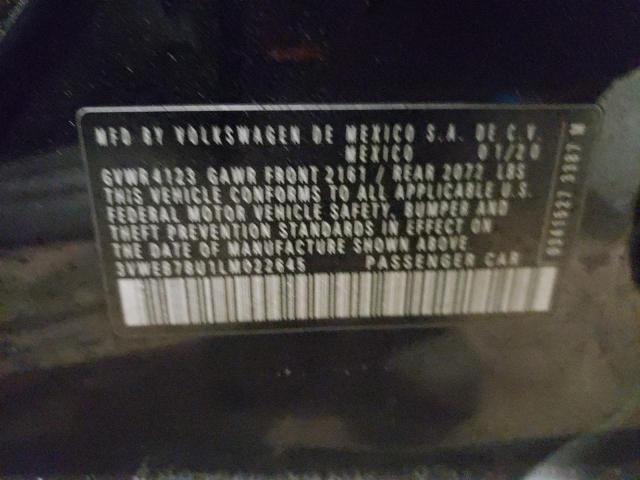 MFD BY VOLKSWAGEN DE MEXICO S.A. DE C.V.
MEXICO 01/20
GVWR 4123 GAWR FRONT 2161 / REAR 2072 LBS
THIS VEHICLE CONFORMS TO ALL APPLICABLE U.S.
FEDERAL MOTOR VEHICLE SAFETY, BUMPER AND
THEFT PREVENTION STANDARDS IN EFFECT ON
THE DATE OF MANUFACTURE SHOWN ABOVE
3VWEB7BU1LM022645 PASSENGER CAR